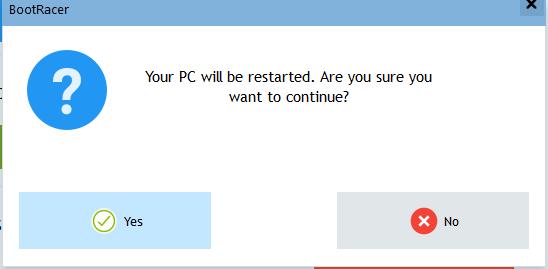 BootRacer
Your PC will be restarted. Are you sure you
want to continue?
Yes
No